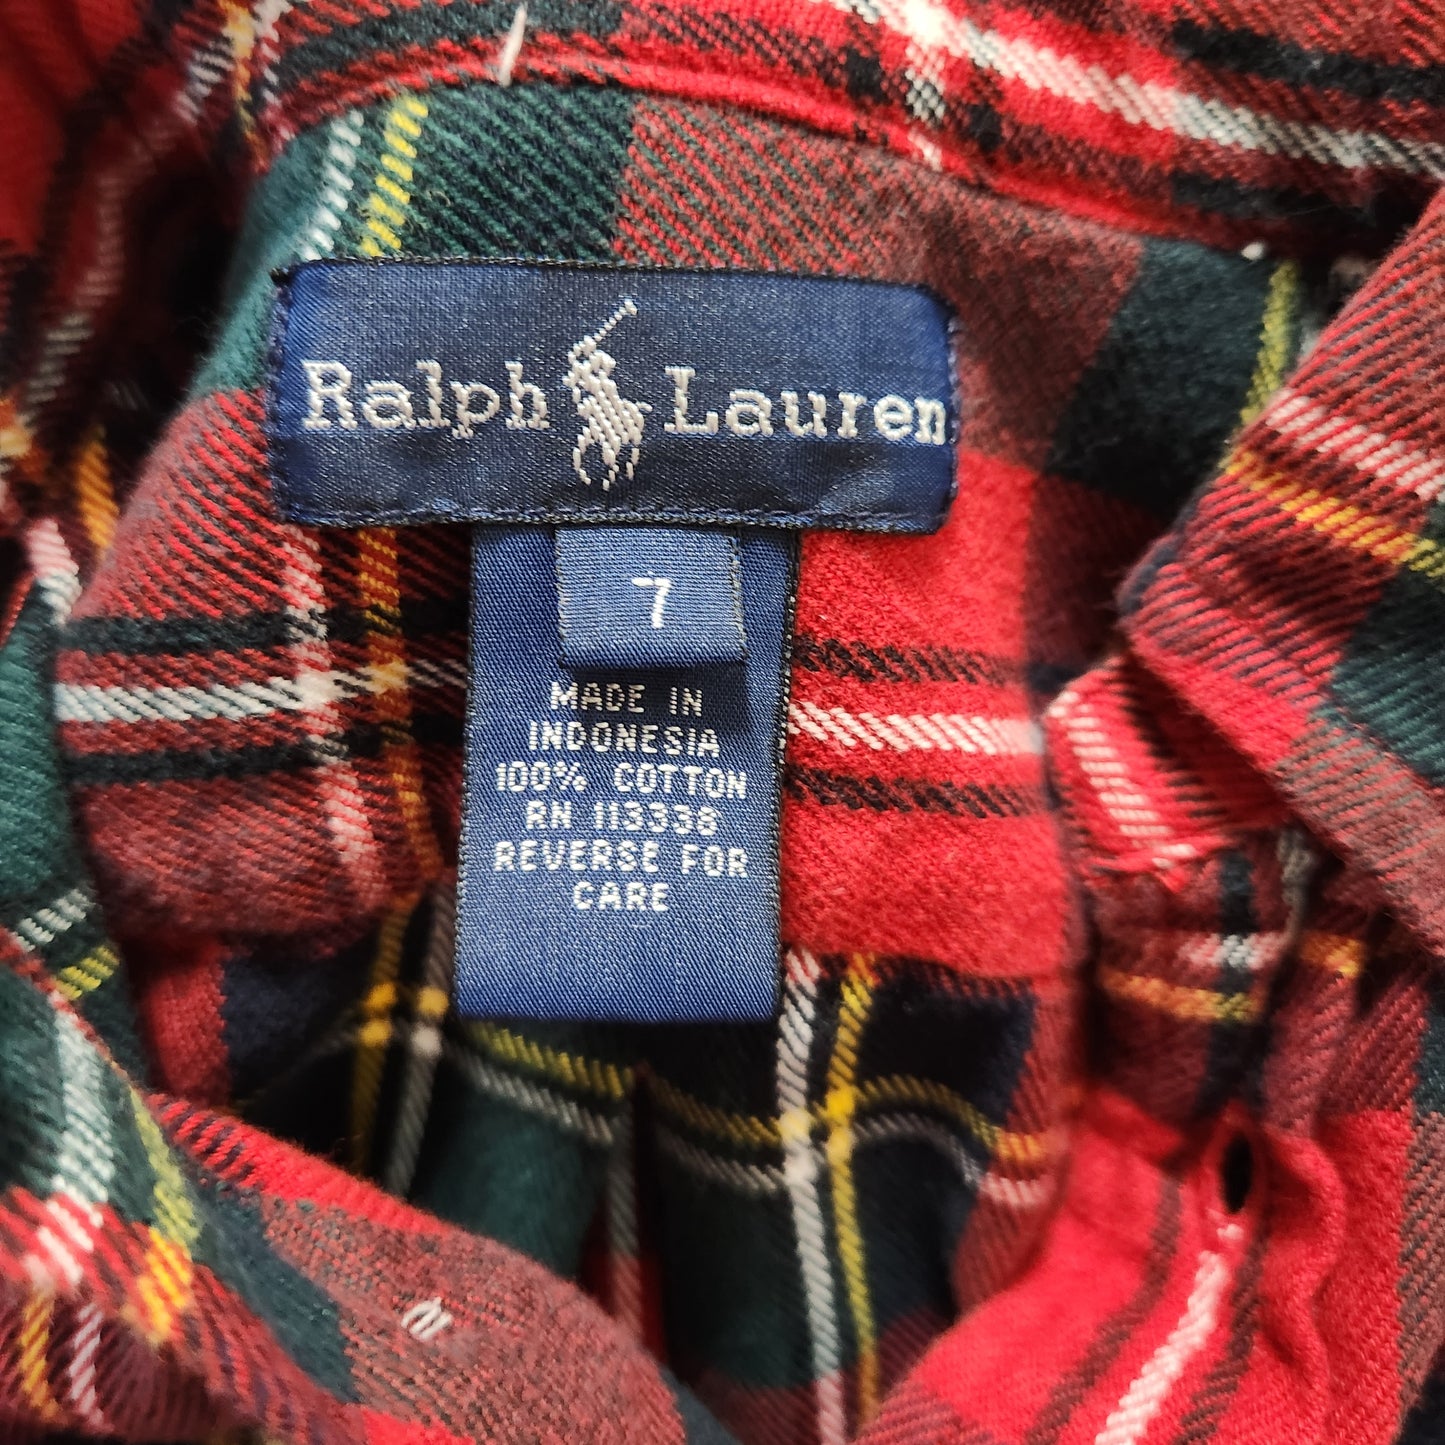 Ralph Lauren
7
MADE IN
INDONESIA
100% COTTON
RN 113338
REVERSE FOR
CARE